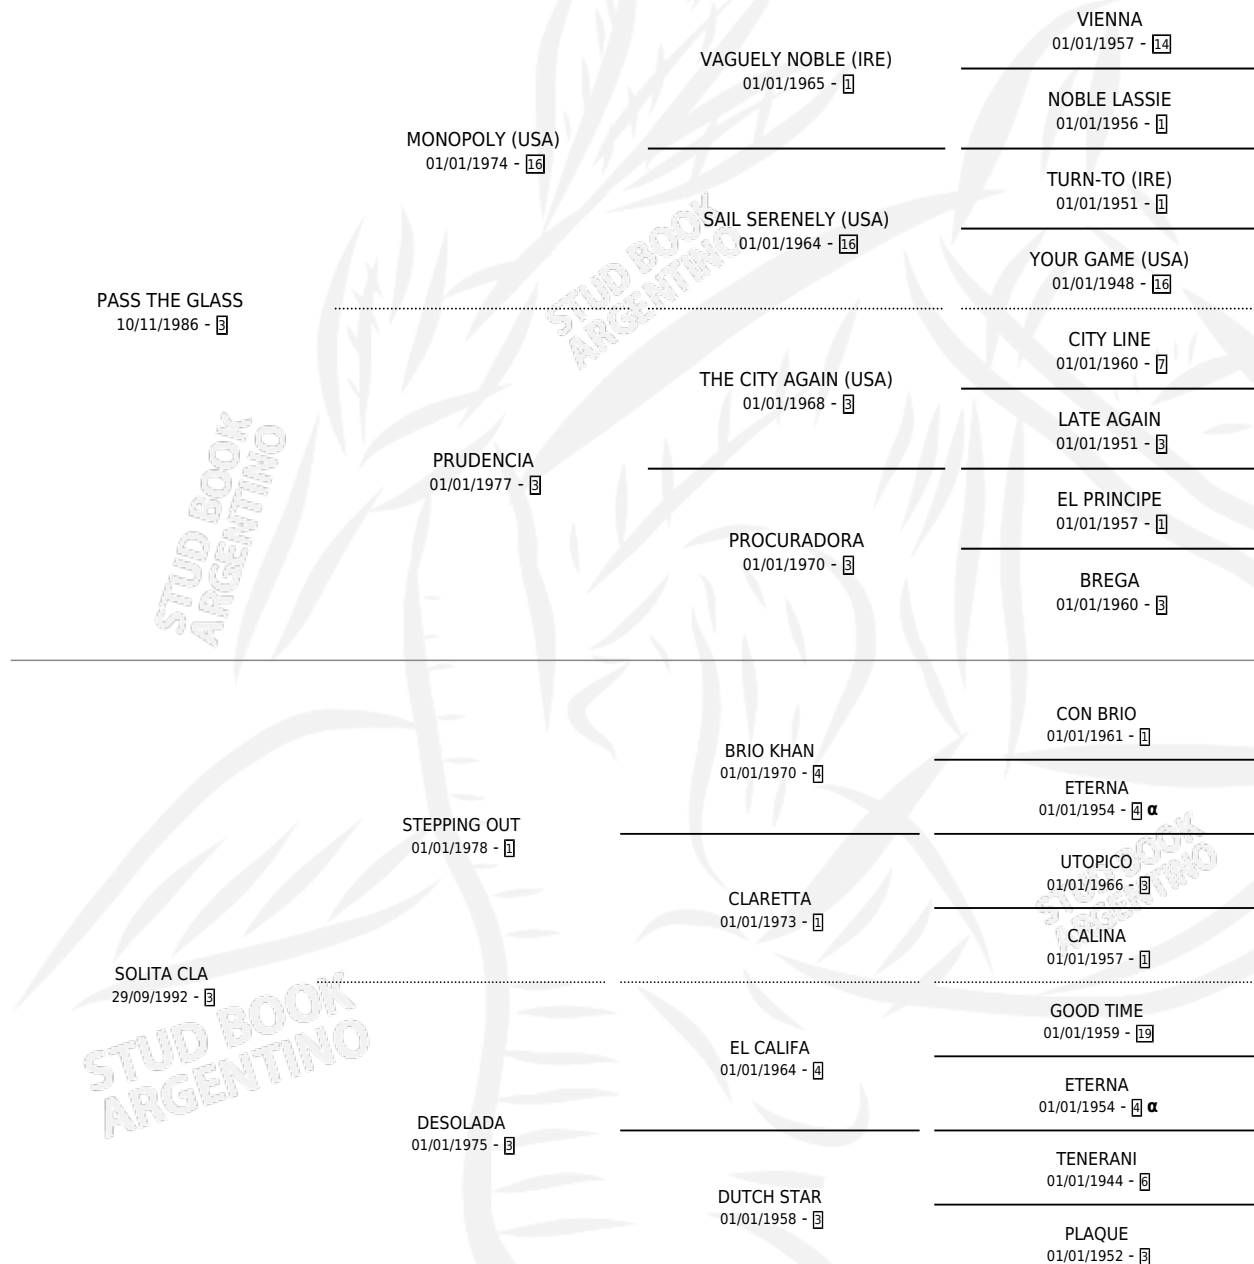 VIENNA
01/01/1957 - 14
VAGUELY NOBLE (IRE)
01/01/1965 - 1
NOBLE LASSIE
01/01/1956 - 1
MONOPOLY (USA)
01/01/1974 - 16
TURN-TO (IRE)
01/01/1951 - 1
SAIL SERENELY (USA)
01/01/1964 - 16
YOUR GAME (USA)
01/01/1948 - 16
PASS THE GLASS
10/11/1986 - 3
CITY LINE
01/01/1960 - 7
THE CITY AGAIN (USA)
01/01/1968 - 3
LATE AGAIN
01/01/1951 - 3
PRUDENCIA
01/01/1977 - 3
EL PRINCIPE
01/01/1957 - 1
PROCURADORA
01/01/1970 - 3
BREGA
01/01/1960 - 3
CON BRIO
01/01/1961 - 1
BRIO KHAN
01/01/1970 - 4
ETERNA
01/01/1954 - 4 α
STEPPING OUT
01/01/1978 - 1
UTOPICO
01/01/1966 - 3
CLARETTA
01/01/1973 - 1
CALINA
01/01/1957 - 1
SOLITA CLA
29/09/1992 - 3
GOOD TIME
01/01/1959 - 19
EL CALIFA
01/01/1964 - 4
ETERNA
01/01/1954 - 4 α
DESOLADA
01/01/1975 - 3
TENERANI
01/01/1944 - 6
DUTCH STAR
01/01/1958 - 3
PLAQUE
01/01/1952 - 3
STUD BOOK
ARGENTINO
STUD BOOK
ARGENTINO
STUD BOOK
ARGENTINO
STUD BOOK
ARGENTINO